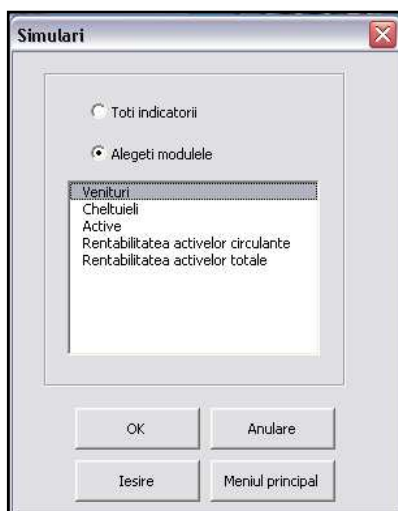 Simulari
Toti indicatorii
Alegeti modulele
Venituri
Cheltuieli
Active
Rentabilitatea activelor circulante
Rentabilitatea activelor totale
OK
Anulare
Iesire
Meniul principal